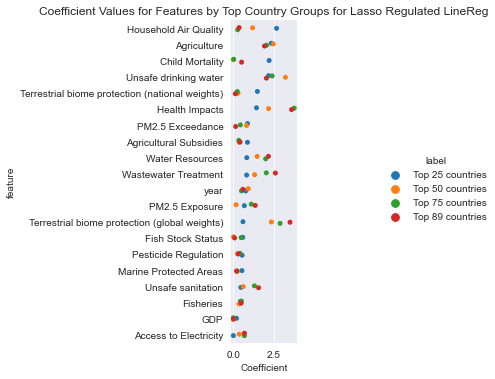 Coefficient Values for Features by Top Country Groups for Lasso Regulated LineReg
Household Air Quality
Agriculture
Child Mortality
Unsafe drinking water
Terrestrial biome protection (national weights)
Health Impacts
PM2.5 Exceedance
Agricultural Subsidies
Water Resources
Wastewater Treatment
year
PM2.5 Exposure
Terrestrial biome protection (global weights)
Fish Stock Status
Pesticide Regulation
Marine Protected Areas
Unsafe sanitation
Fisheries
GDP
Access to Electricity
feature
0.0 2.5
Coefficient
label
Top 25 countries
Top 50 countries
Top 75 countries
Top 89 countries